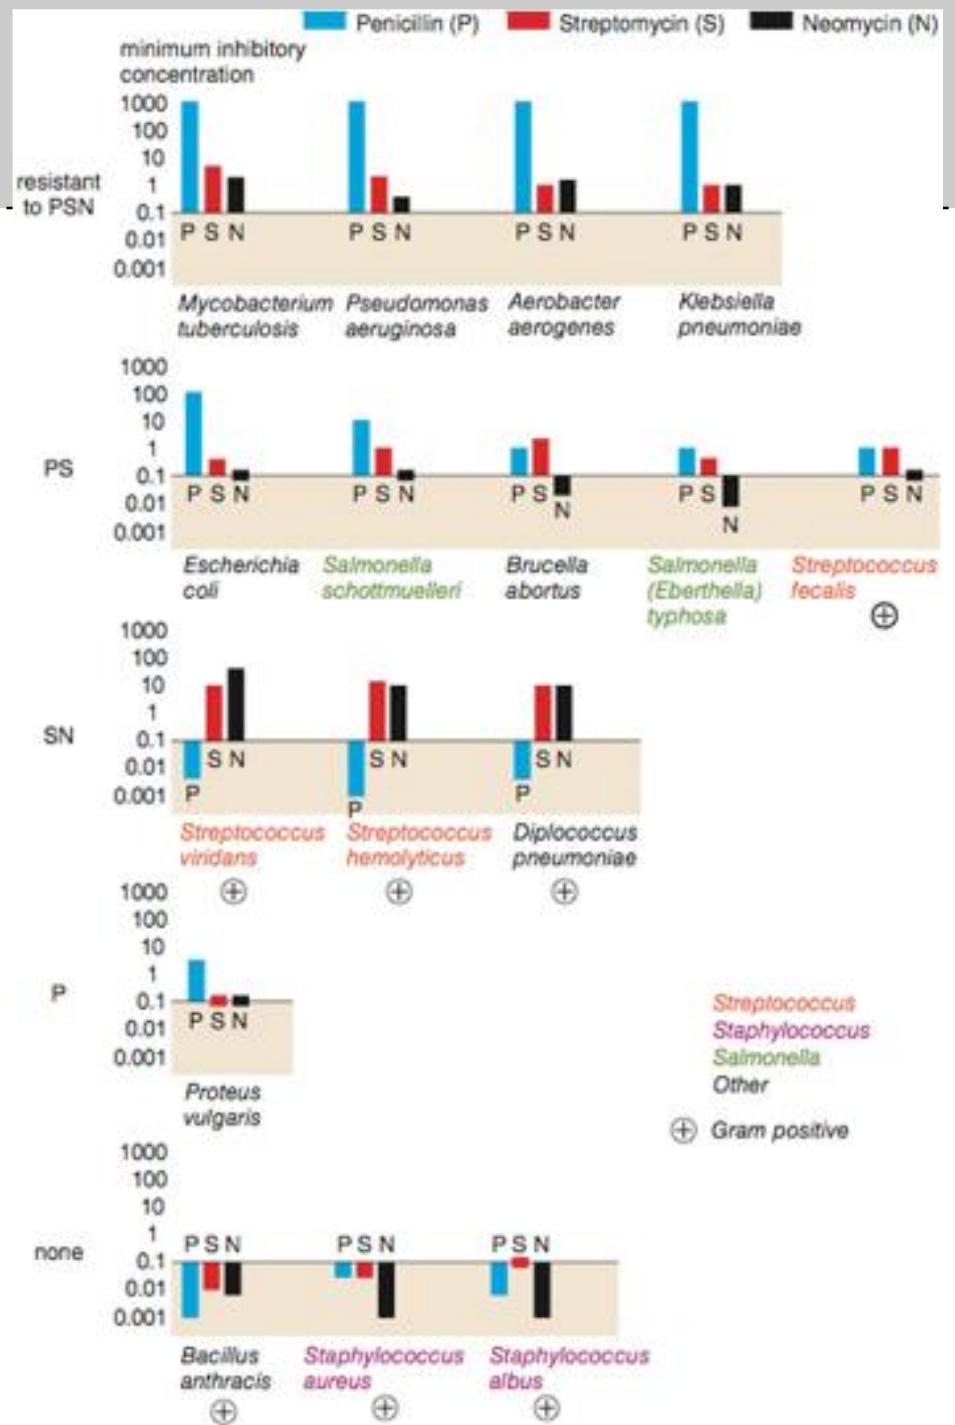 Penicillin (P) Streptomycin (S) Neomycin (N)
minimum inhibitory
concentration
1000
100
10
1
0.1
0.01
0.001
resistant
to PSN
P S N P S N P S N P S N
Mycobacterium Pseudomonas Aerobacter Klebsiella
tuberculosis aeruginosa aerogenes pneumoniae
1000
100
10
1
0.1
0.01
0.001
PS
P S N P S N P S N P S N P S N
Escherichia Salmonella Brucella Salmonella Streptococcus
coli schottmuelleri abortus (Eberthella) fecalis
typhosa
1000
100
10
1
0.1
0.01
0.001
SN
S N S N S N
P P P
Streptococcus Streptococcus Diplococcus
viridans hemolyticus pneumoniae
1000
100
10
1
0.1
0.01
0.001
P
P S N
Proteus
vulgaris
Streptococcus
Staphylococcus
Salmonella
Other
Gram positive
1000
100
10
1
0.1
0.01
0.001
none
P S N P S N P S N
Bacillus Staphylococcus Staphylococcus
anthracis aureus albus